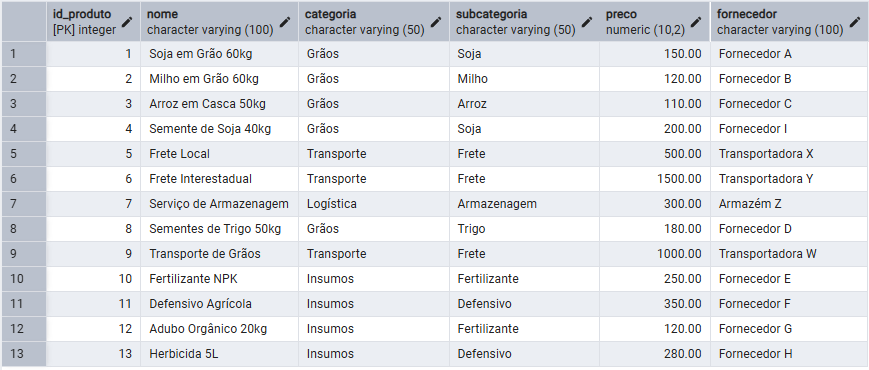 id_produto nome categoria subcategoria preco fornecedor
[PK] integer character varying (100) character varying (50) character varying (50) numeric (10,2) character varying (100)
1 1 Soja em Grão 60kg Grãos Soja 150.00 Fornecedor A
2 2 Milho em Grão 60kg Grãos Milho 120.00 Fornecedor B
3 3 Arroz em Casca 50kg Grãos Arroz 110.00 Fornecedor C
4 4 Semente de Soja 40kg Grãos Soja 200.00 Fornecedor I
5 5 Frete Local Transporte Frete 500.00 Transportadora X
6 6 Frete Interestadual Transporte Frete 1500.00 Transportadora Y
7 7 Serviço de Armazenagem Logística Armazenagem 300.00 Armazém Z
8 8 Sementes de Trigo 50kg Grãos Trigo 180.00 Fornecedor D
9 9 Transporte de Grãos Transporte Frete 1000.00 Transportadora W
10 10 Fertilizante NPK Insumos Fertilizante 250.00 Fornecedor E
11 11 Defensivo Agrícola Insumos Defensivo 350.00 Fornecedor F
12 12 Adubo Orgânico 20kg Insumos Fertilizante 120.00 Fornecedor G
13 13 Herbicida 5L Insumos Defensivo 280.00 Fornecedor H